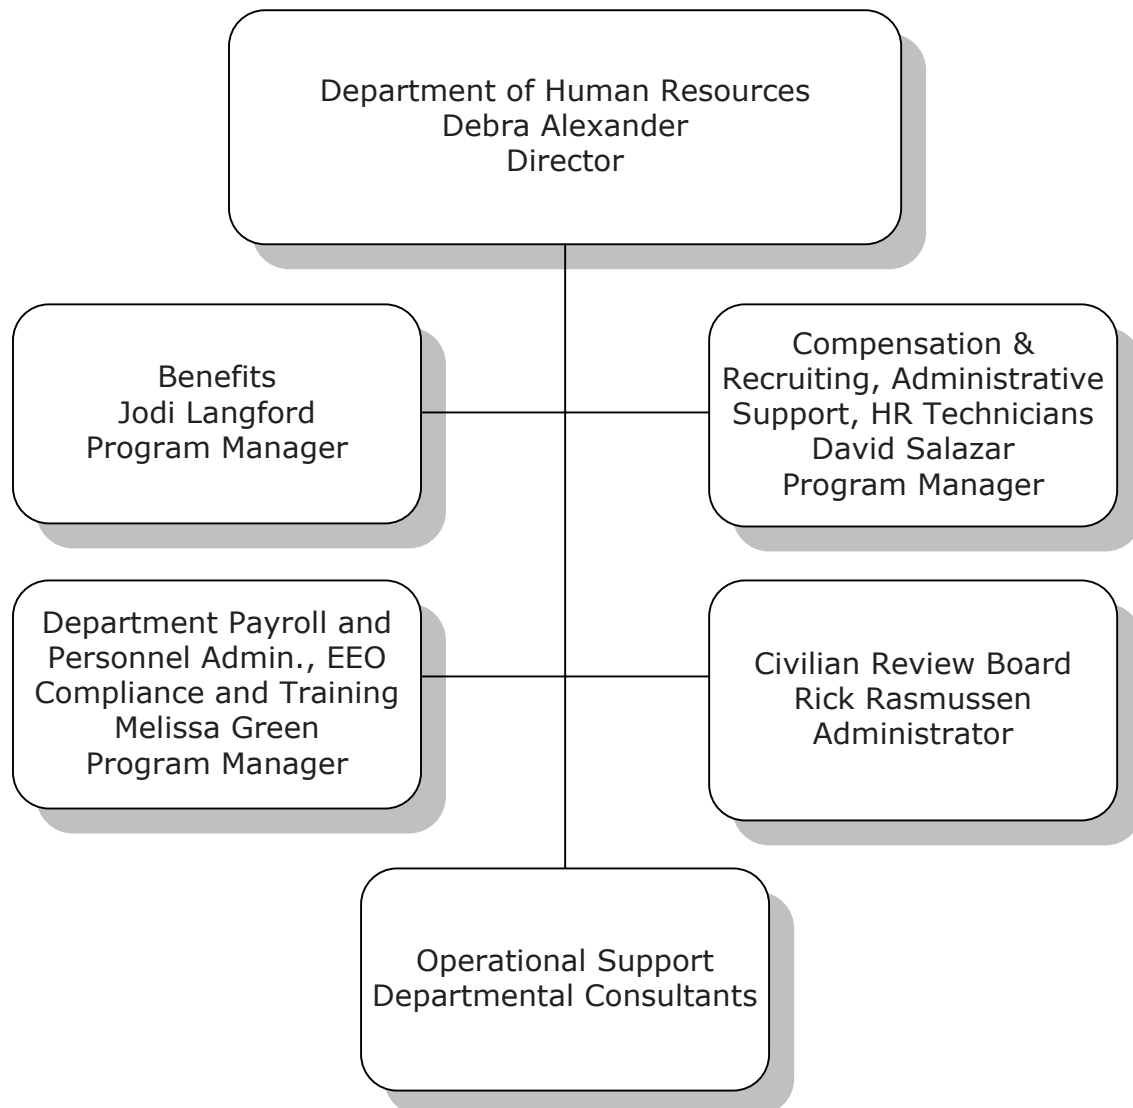 Department of Human Resources
Debra Alexander
Director
Benefits
Jodi Langford
Program Manager
Compensation &
Recruiting, Administrative
Support, HR Technicians
David Salazar
Program Manager
Department Payroll and
Personnel Admin., EEO
Compliance and Training
Melissa Green
Program Manager
Civilian Review Board
Rick Rasmussen
Administrator
Operational Support
Departmental Consultants